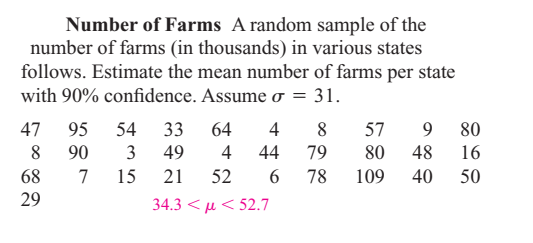 Number of Farms A random sample of the
number of farms (in thousands) in various states
follows. Estimate the mean number of farms per state
with 90% confidence. Assume σ = 31.
47 95 54 33 64 4 8 57 9 80
8 90 3 49 4 44 79 80 48 16
68 7 15 21 52 6 78 109 40 50
29 34.3 < μ < 52.7